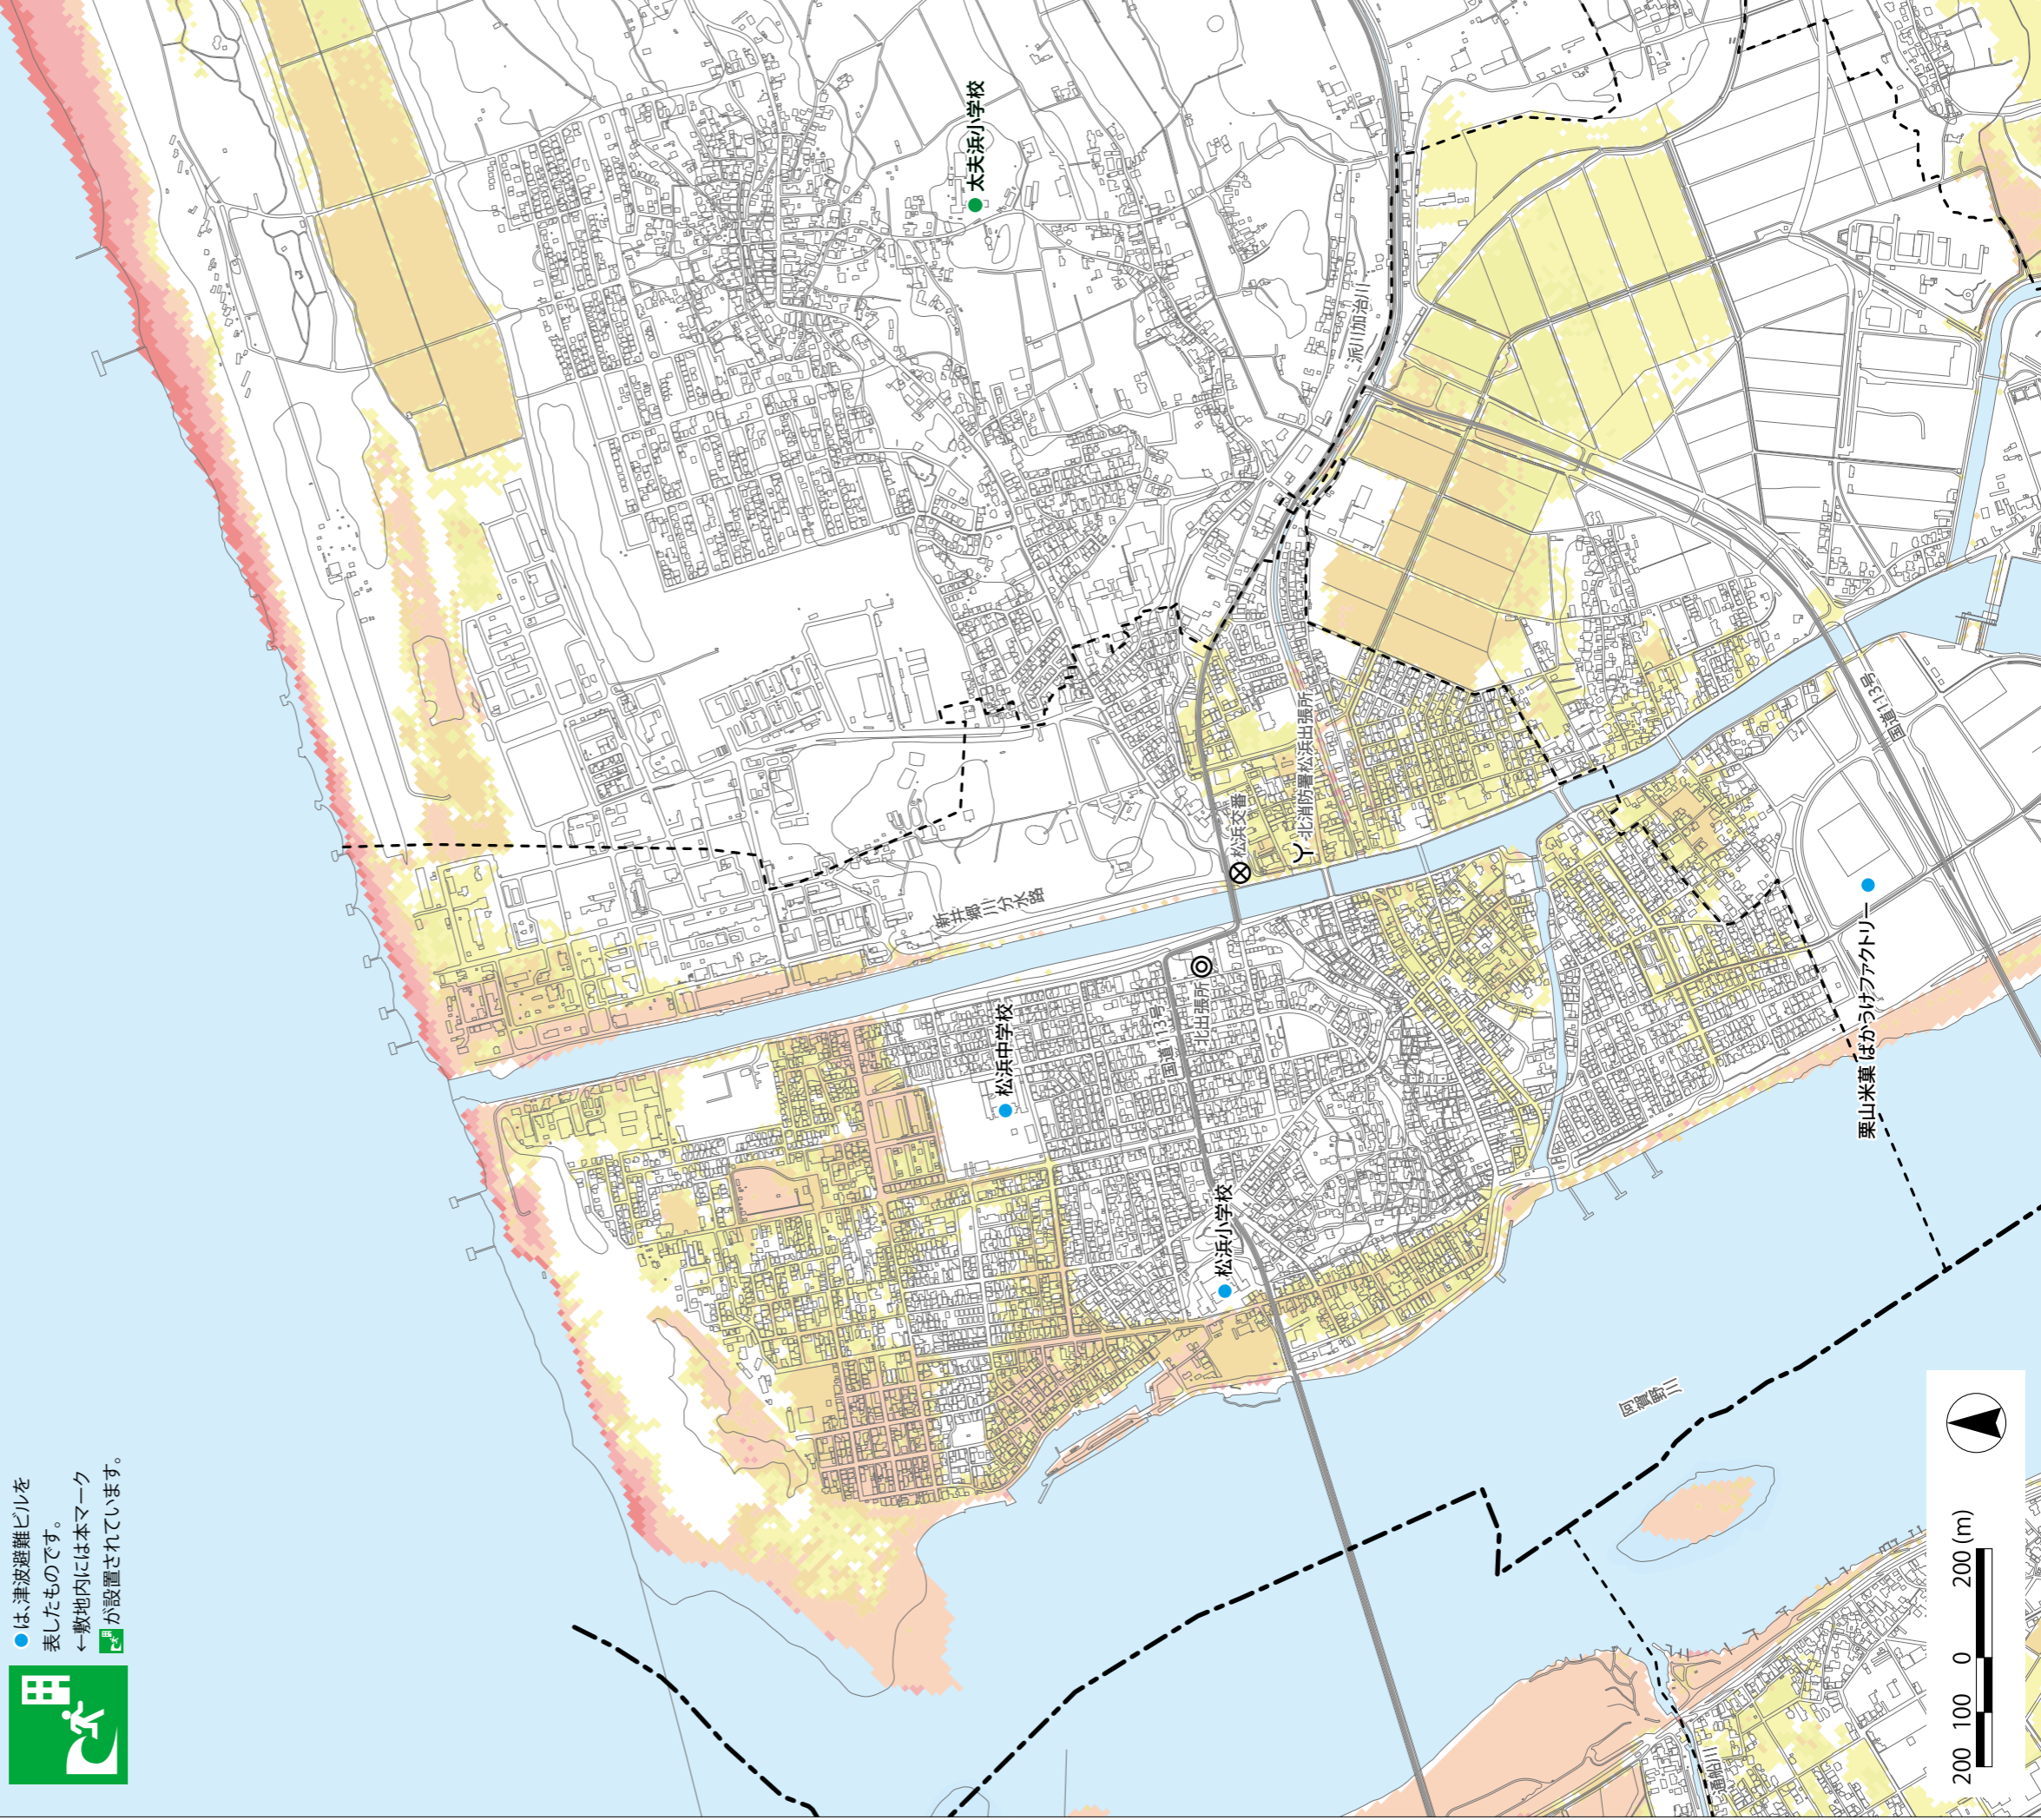 ●は、津波避難ビルを
表したものです。
←敷地内には本マーク
が設置されています。
太夫浜小学校
派川加治川
北消防署松浜出張所
松浜交番
新井郷川分水路
国道113号
松浜中学校
国道113号
北出張所
栗山米菓 ばかうけファクトリー
松浜小学校
阿賀野川
通船川
200 100 0 200 (m)